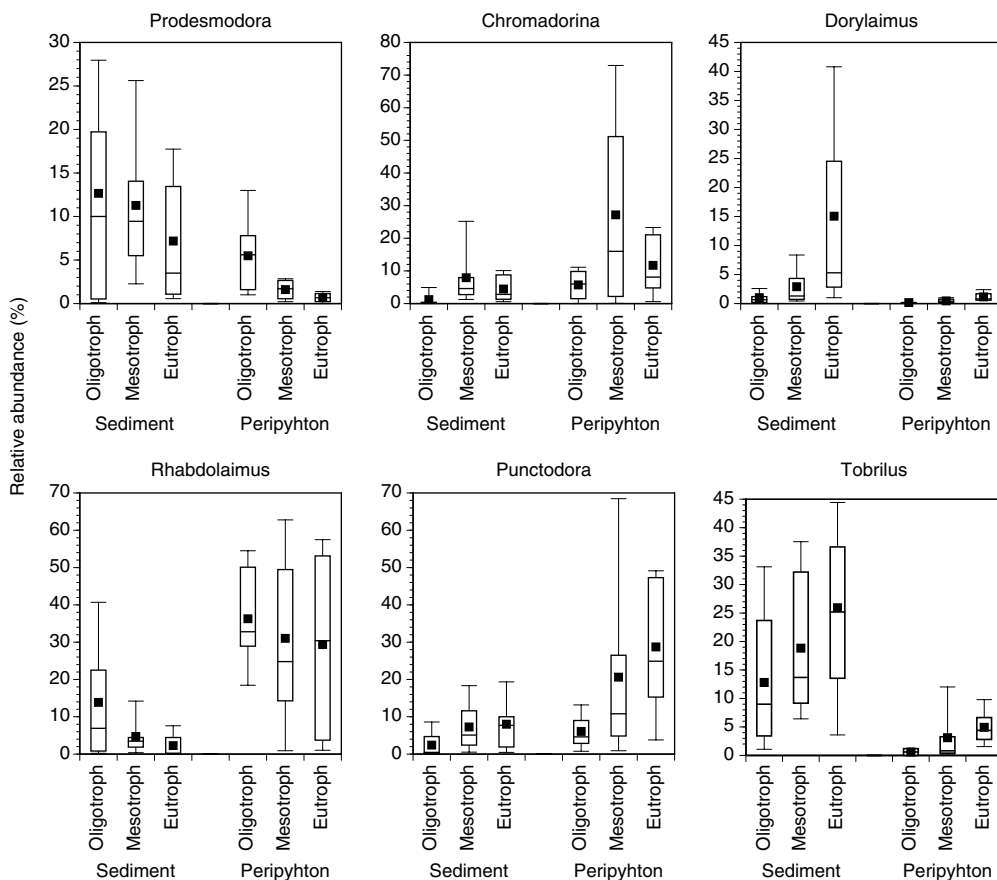 Prodesmodora
Chromadorina
Dorylaimus
Relative abundance (%)
30
25
20
15
10
5
0
Oligotroph
Mesotroph
Eutroph
Oligotroph
Mesotroph
Eutroph
Sediment
Peripyhton
80
70
60
50
40
30
20
10
0
Oligotroph
Mesotroph
Eutroph
Oligotroph
Mesotroph
Eutroph
Sediment
Peripyhton
45
40
35
30
25
20
15
10
5
0
Oligotroph
Mesotroph
Eutroph
Oligotroph
Mesotroph
Eutroph
Sediment
Peripyhton
Rhabdolaimus
Punctodora
Tobrilus
70
60
50
40
30
20
10
0
Oligotroph
Mesotroph
Eutroph
Oligotroph
Mesotroph
Eutroph
Sediment
Peripyhton
70
60
50
40
30
20
10
0
Oligotroph
Mesotroph
Eutroph
Oligotroph
Mesotroph
Eutroph
Sediment
Peripyhton
45
40
35
30
25
20
15
10
5
0
Oligotroph
Mesotroph
Eutroph
Oligotroph
Mesotroph
Eutroph
Sediment
Peripyhton